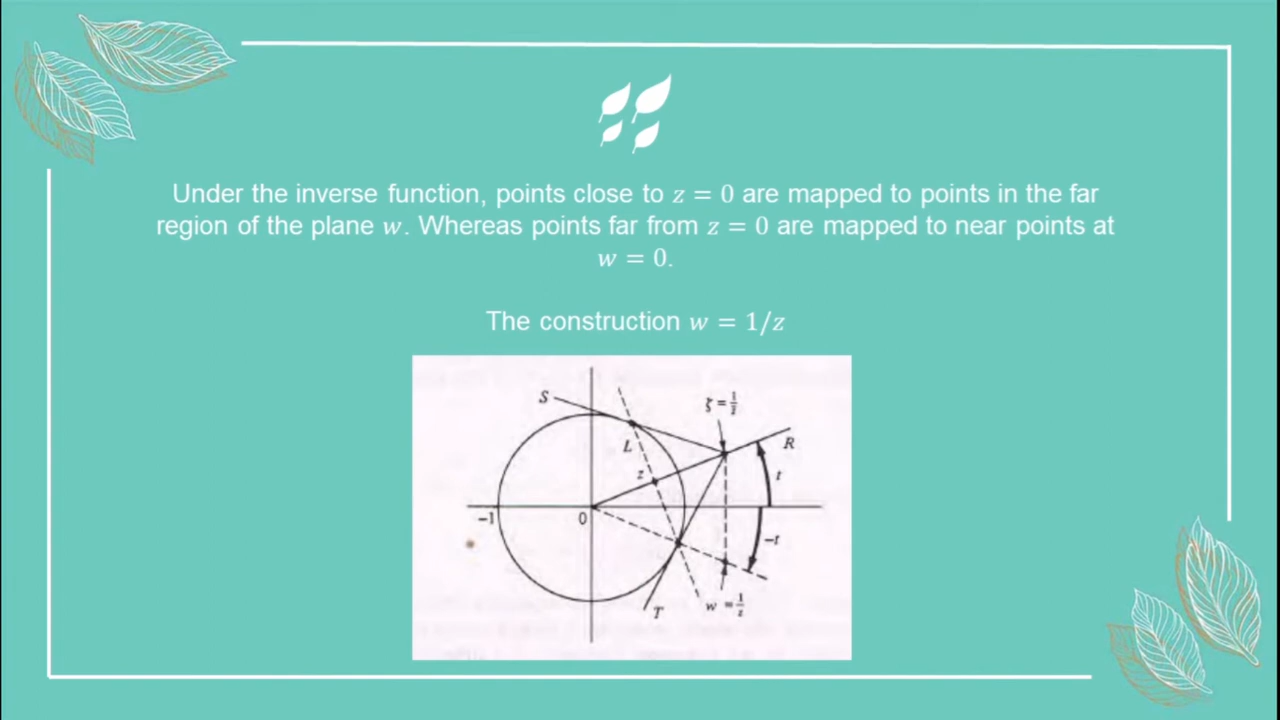 Under the inverse function, points close to z = 0 are mapped to points in the far
region of the plane w. Whereas points far from z = 0 are mapped to near points at
w = 0.
The construction w = 1/z
S
ζ = 1/z
R
L
z
t
-1
0
-t
T
w = 1/z